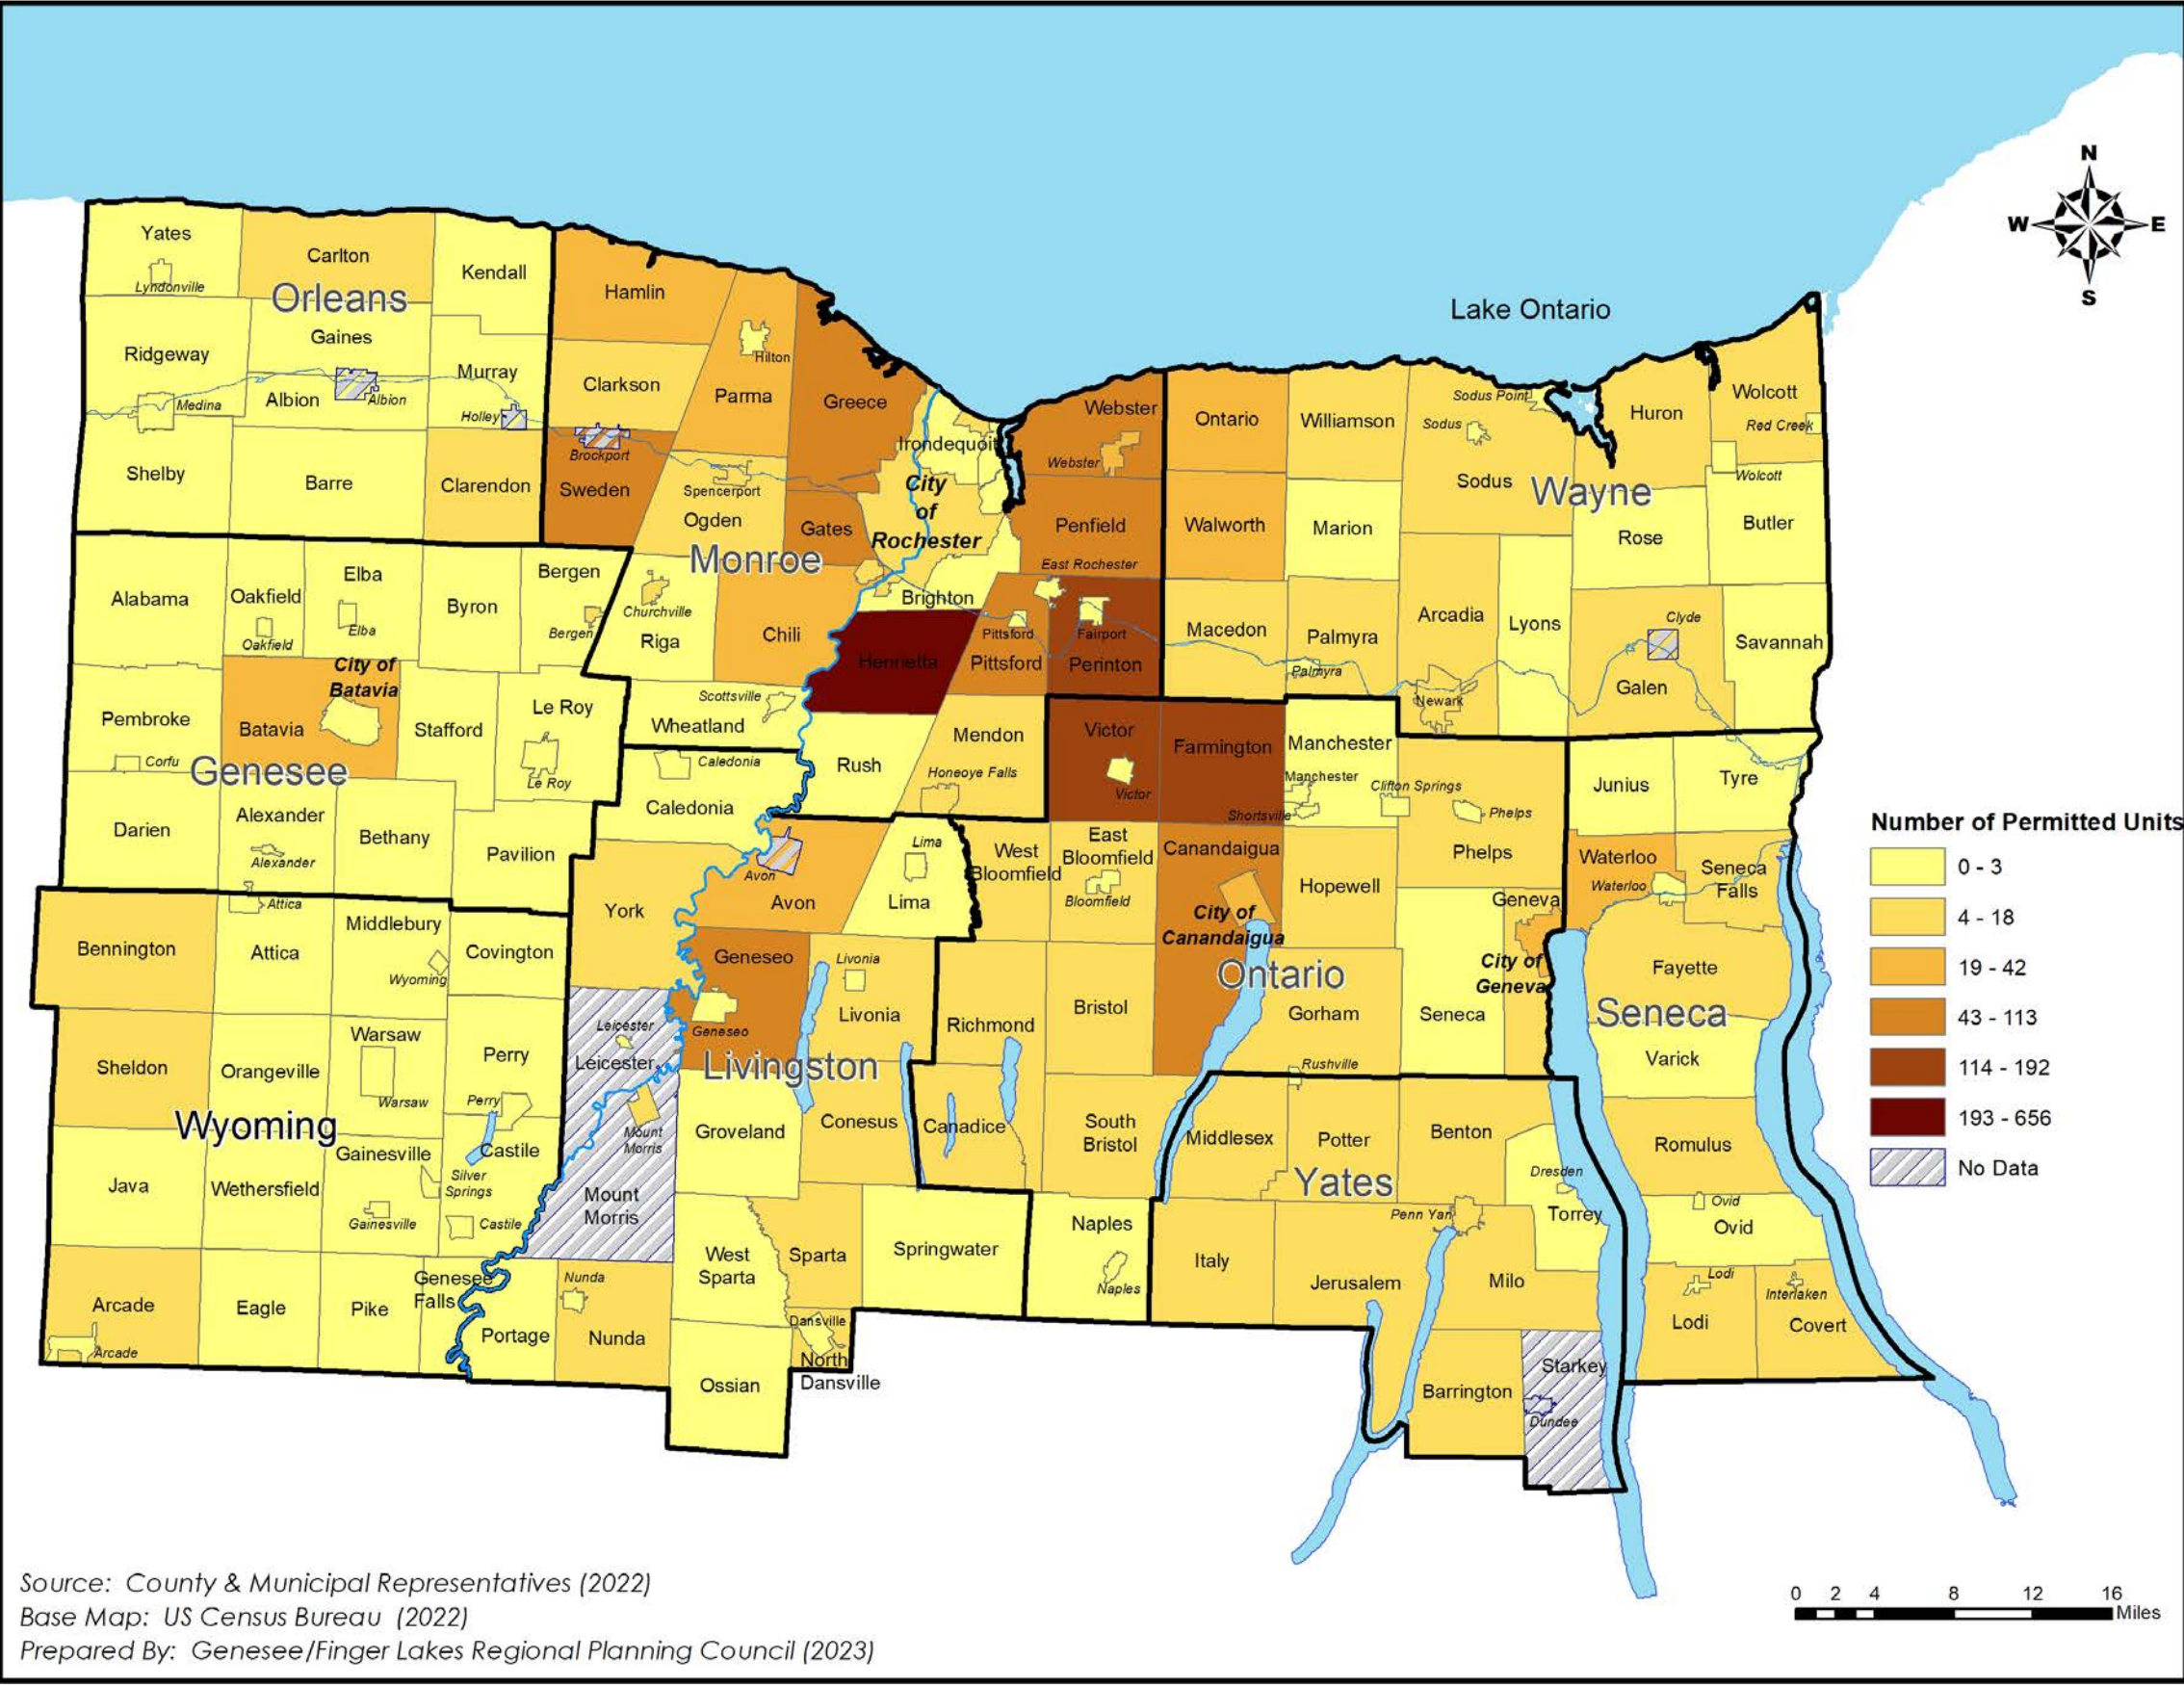 N
W
E
S
Lake Ontario
Yates
Lyndonville
Carlton
Kendall
Orleans
Gaines
Ridgeway
Medina
Albion
Albion
Murray
Holley
Shelby
Barre
Clarendon
Hamlin
Hilton
Clarkson
Parma
Greece
Brockport
Sweden
Spencerport
Ogden
Gates
Monroe
Irondequoit
City
of
Rochester
Webster
Webster
Penfield
East Rochester
Brighton
Churchville
Riga
Chili
Henrietta
Pittsford
Pittsford
Fairport
Perinton
Scottsville
Wheatland
Rush
Mendon
Honeoye Falls
Ontario
Williamson
Sodus Point
Sodus
Sodus
Huron
Wolcott
Red Creek
Wolcott
Wayne
Walworth
Marion
Rose
Butler
Macedon
Palmyra
Palmyra
Arcadia
Newark
Lyons
Clyde
Galen
Savannah
Alabama
Oakfield
Oakfield
Elba
Elba
Byron
Bergen
Bergen
City of
Batavia
Pembroke
Corfu
Batavia
Stafford
Le Roy
Le Roy
Genesee
Darien
Alexander
Alexander
Bethany
Pavilion
Caledonia
Caledonia
Avon
Avon
Lima
Lima
York
Geneseo
Geneseo
Livonia
Livonia
Leicester
Leicester
Livingston
Mount
Morris
Mount
Morris
Groveland
Conesus
West
Sparta
Sparta
Springwater
Nunda
Nunda
Portage
Ossian
Dansville
North
Dansville
Attica
Bennington
Attica
Middlebury
Wyoming
Covington
Sheldon
Orangeville
Warsaw
Warsaw
Perry
Perry
Wyoming
Java
Wethersfield
Gainesville
Gainesville
Silver
Springs
Castile
Castile
Arcade
Arcade
Eagle
Pike
Genesee
Falls
Victor
Victor
Farmington
Shortsville
Manchester
Manchester
Clifton Springs
Phelps
Phelps
West
Bloomfield
East
Bloomfield
Bloomfield
Canandaigua
City of
Canandaigua
Hopewell
Geneva
City of
Geneva
Ontario
Richmond
Bristol
Gorham
Rushville
Seneca
Canadice
South
Bristol
Naples
Naples
Middlesex
Potter
Benton
Dresden
Torrey
Yates
Penn Yan
Italy
Jerusalem
Milo
Barrington
Starkey
Dundee
Junius
Tyre
Waterloo
Waterloo
Seneca
Falls
Fayette
Seneca
Varick
Romulus
Ovid
Ovid
Lodi
Lodi
Interlaken
Covert
Number of Permitted Units
0 - 3
4 - 18
19 - 42
43 - 113
114 - 192
193 - 656
No Data
0 2 4 8 12 16
Miles
Source: County & Municipal Representatives (2022)
Base Map: US Census Bureau (2022)
Prepared By: Genesee/Finger Lakes Regional Planning Council (2023)